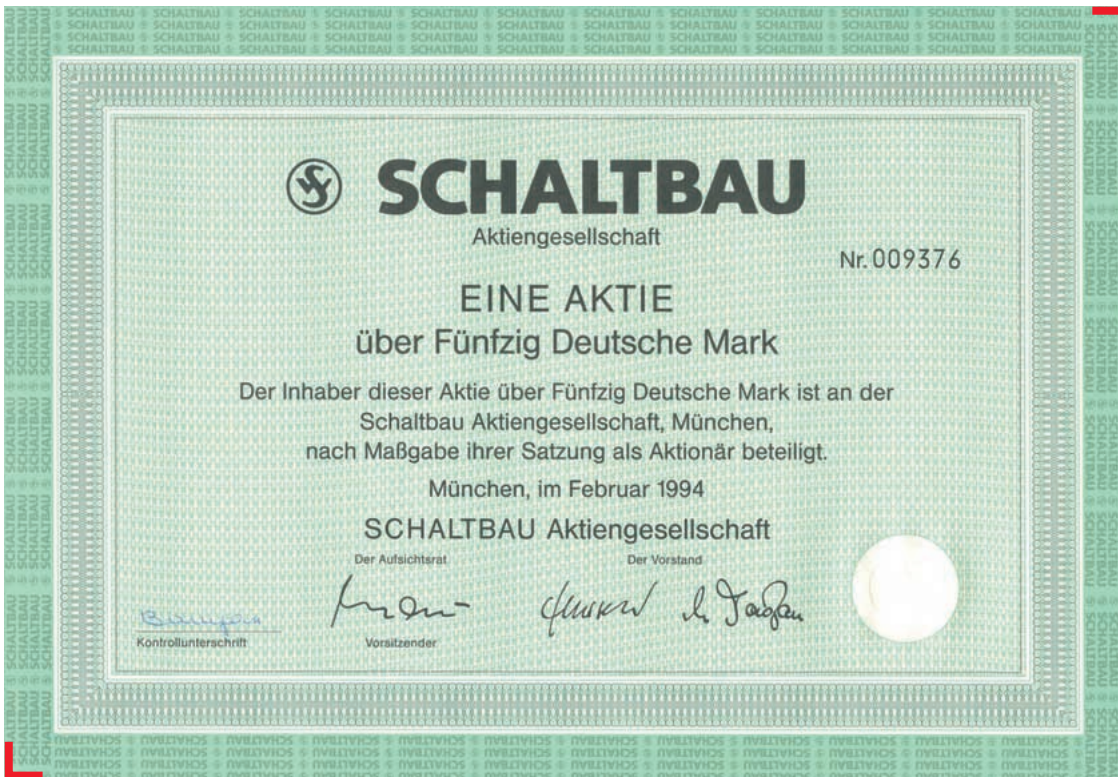 SCHALTBAU
Aktiengesellschaft
Nr. 009376
EINE AKTIE
über Fünfzig Deutsche Mark
Der Inhaber dieser Aktie über Fünfzig Deutsche Mark ist an der
Schaltbau Aktiengesellschaft, München,
nach Maßgabe ihrer Satzung als Aktionär beteiligt.
München, im Februar 1994
SCHALTBAU Aktiengesellschaft
Der Aufsichtsrat
Der Vorstand
Kontrollunterschrift
Vorsitzender